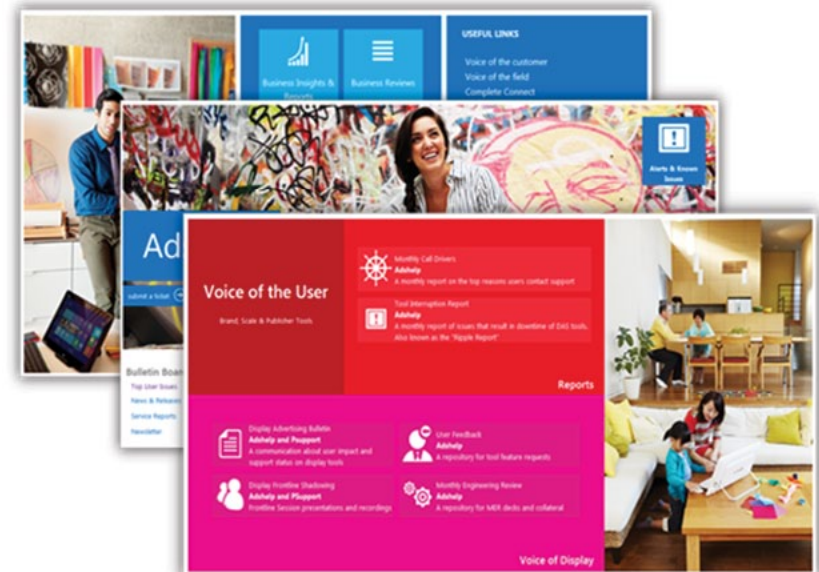 USEFUL LINKS
Business Insights &
Reports
Business Reviews
Voice of the customer
Voice of the field
Complete Connect
Alerts & Known
Issues
Ad
submit a ticket
Bulletin Boar
Top User Issues
News & Releases
Service Reports
Newsletter
Voice of the User
Brand, Scale & Publisher Tools
Monthly Call Drivers
Adshelp
A monthly report on the top reasons users contact support
Tool Interruption Report
Adshelp
A monthly report of issues that result in downtime of DAS tools.
Also known as the "Ripple Report"
Reports
Display Advertising Bulletin
Adshelp and Psupport
A communication about user impact and
support status on display tools
User Feedback
Adshelp
A repository for tool feature requests
Display Frontline Shadowing
Adshelp and PSupport
Frontline Session presentations and recordings
Monthly Engineering Review
Adshelp
A repository for MER decks and collateral
Voice of Display